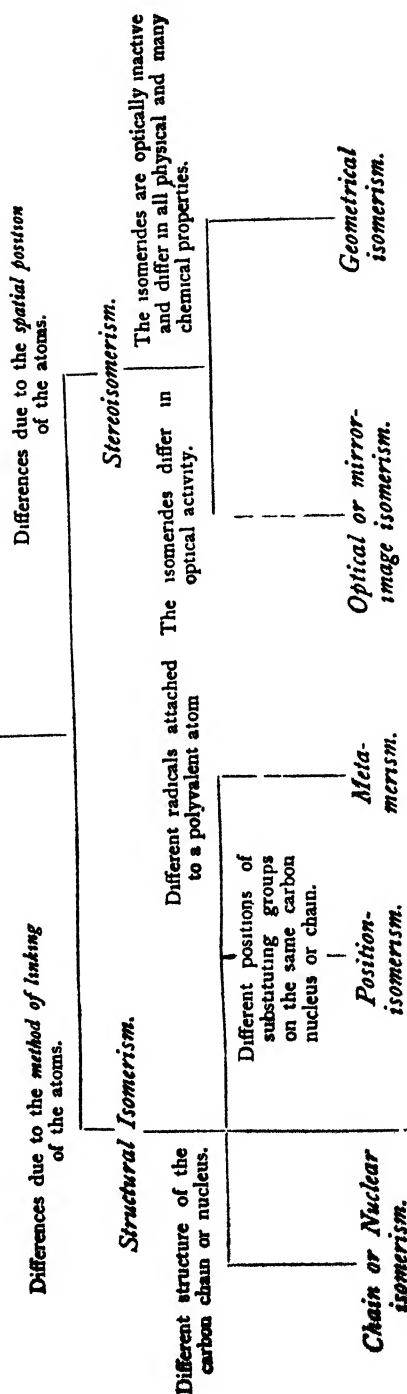 Differences due to the method of linking
of the atoms.
Differences due to the spatial position
of the atoms.
Structural Isomerism.
Stereoisomerism.
Different structure of the
carbon chain or nucleus.
Different radicals attached
to a polyvalent atom
The isomerides differ in
optical activity.
The isomerides are optically inactive
and differ in all physical and many
chemical properties.
Different positions of
substituting groups
on the same carbon
nucleus or chain.
Chain or Nuclear
isomerism.
Position-
isomerism.
Meta-
merism.
Optical or mirror-
image isomerism.
Geometrical
isomerism.